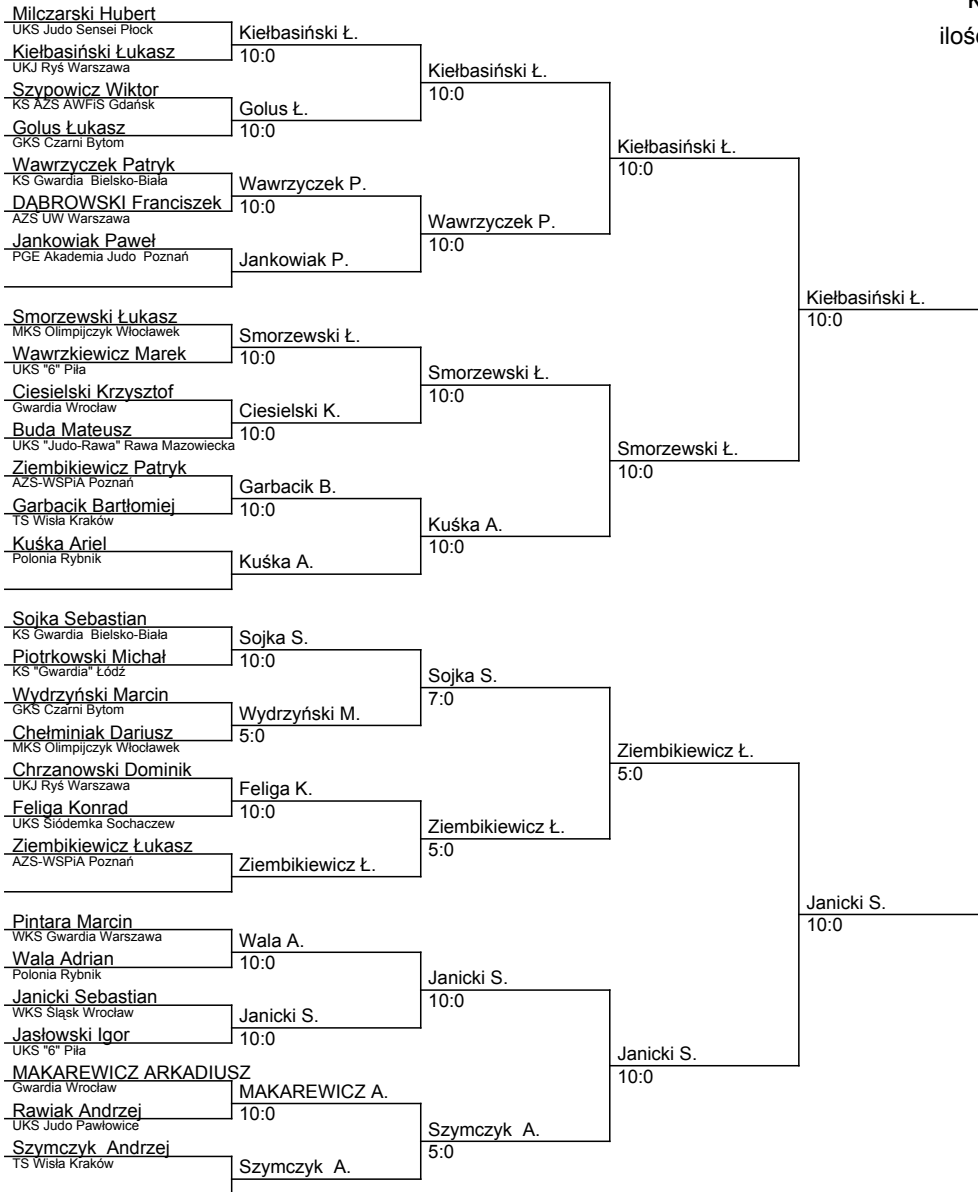 Milczarski Hubert
UKS Judo Sensei Płock
Kiełbasiński Łukasz
UKJ Ryś Warszawa
Szypowicz Wiktor
KS AZS AWFiS Gdańsk
Golus Łukasz
GKS Czarni Bytom
Wawrzyczek Patryk
KS Gwardia Bielsko-Biała
DĄBROWSKI Franciszek
AZS UW Warszawa
Jankowiak Paweł
PGE Akademia Judo Poznań
Smorzewski Łukasz
MKS Olimpijczyk Włocławek
Wawrzkiewicz Marek
UKS "6" Piła
Ciesielski Krzysztof
Gwardia Wrocław
Buda Mateusz
UKS "Judo-Rawa" Rawa Mazowiecka
Ziembikiewicz Patryk
AZS-WSPiA Poznań
Garbacik Bartłomiej
TS Wisła Kraków
Kuśka Ariel
Polonia Rybnik
Sojka Sebastian
KS Gwardia Bielsko-Biała
Piotrkowski Michał
KS "Gwardia" Łódź
Wydrzyński Marcin
GKS Czarni Bytom
Chełminiak Dariusz
MKS Olimpijczyk Włocławek
Chrzanowski Dominik
UKJ Ryś Warszawa
Feliga Konrad
UKS Siódemka Sochaczew
Ziembikiewicz Łukasz
AZS-WSPiA Poznań
Pintara Marcin
WKS Gwardia Warszawa
Wala Adrian
Polonia Rybnik
Janicki Sebastian
WKS Śląsk Wrocław
Jasłowski Igor
UKS "6" Piła
MAKAREWICZ ARKADIUSZ
Gwardia Wrocław
Rawiak Andrzej
UKS Judo Pawłowice
Szymczyk Andrzej
TS Wisła Kraków
Kiełbasiński Ł.
10:0
Golus Ł.
10:0
Wawrzyczek P.
10:0
Jankowiak P.
Smorzewski Ł.
10:0
Ciesielski K.
10:0
Garbacik B.
10:0
Kuśka A.
Sojka S.
10:0
Wydrzyński M.
5:0
Feliga K.
10:0
Ziembikiewicz Ł.
Wala A.
10:0
Janicki S.
10:0
MAKAREWICZ A.
10:0
Szymczyk A.
Kiełbasiński Ł.
10:0
Wawrzyczek P.
10:0
Smorzewski Ł.
10:0
Kuśka A.
10:0
Sojka S.
7:0
Ziembikiewicz Ł.
5:0
Janicki S.
10:0
Szymczyk A.
5:0
Kiełbasiński Ł.
10:0
Smorzewski Ł.
10:0
Ziembikiewicz Ł.
5:0
Janicki S.
10:0
Kiełbasiński Ł.
10:0
Janicki S.
10:0